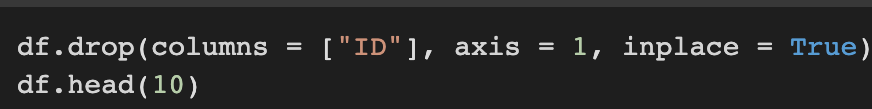 df.drop(columns = ["ID"], axis = 1, inplace = True)
df.head(10)